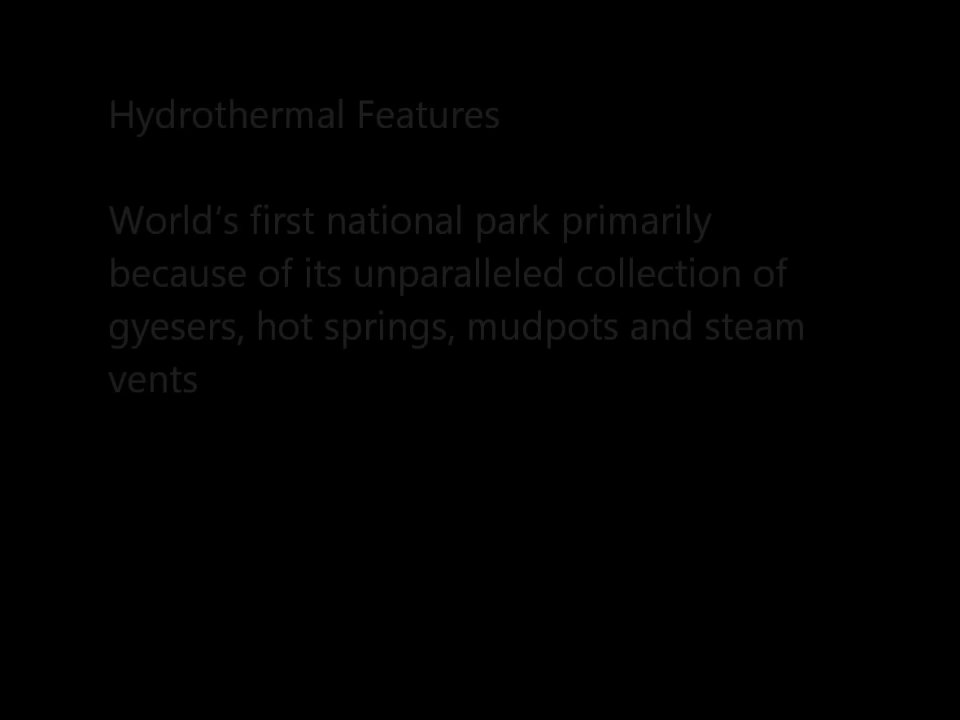 Hydrothermal Features
World’s first national park primarily
because of its unparalleled collection of
gyesers, hot springs, mudpots and steam
vents